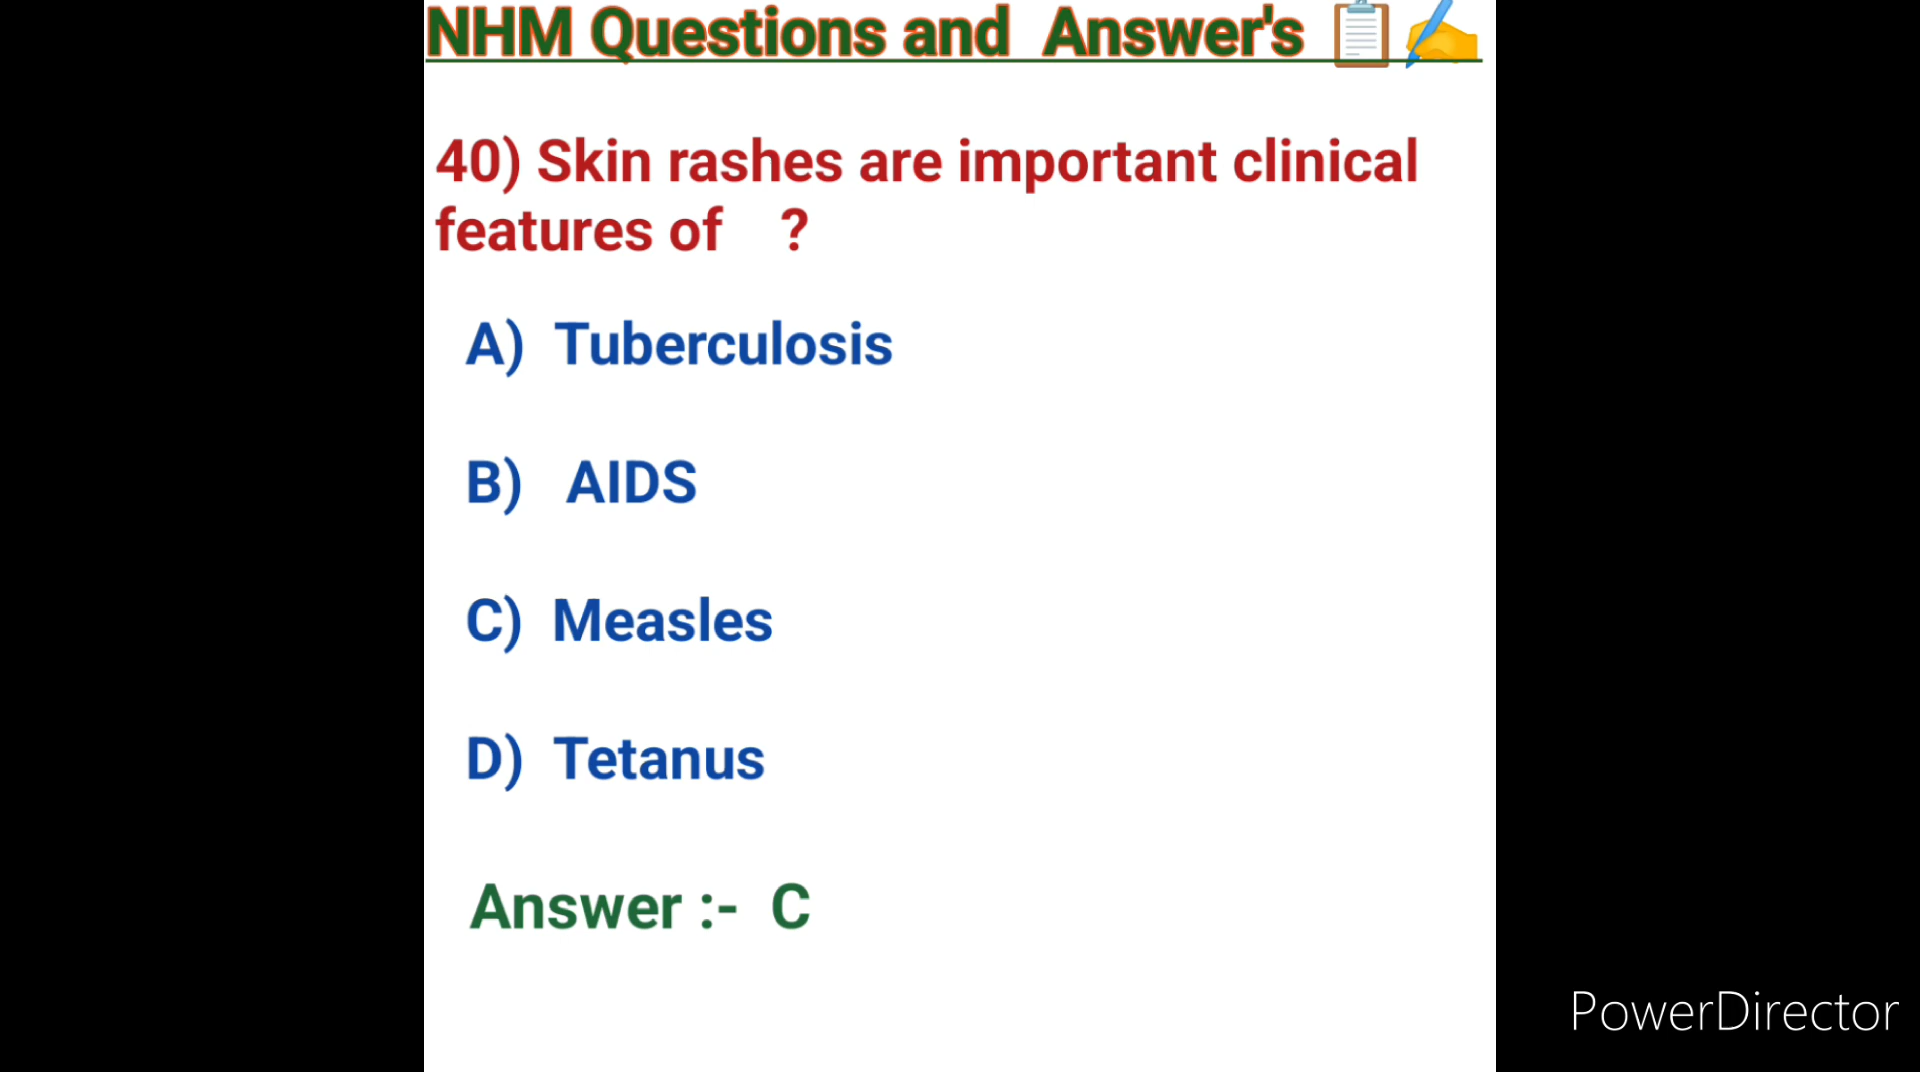 NHM Questions and Answer's 📋✍️
40) Skin rashes are important clinical
features of ?
A) Tuberculosis
B) AIDS
C) Measles
D) Tetanus
Answer :- C
PowerDirector